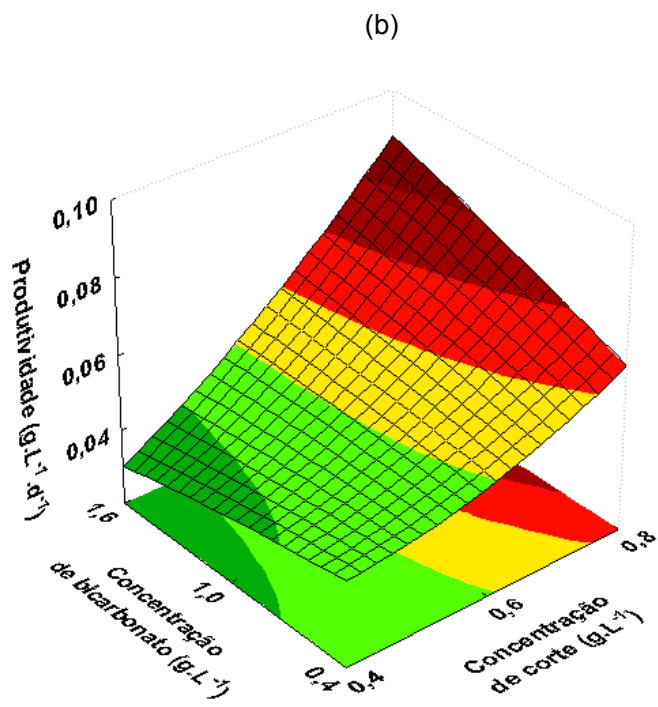 (b)
0,10
0,08
0,06
0,04
Produtividade (g.L⁻¹.d⁻¹)
1,6
1,0
0,4
Concentração
de bicarbonato (g.L⁻¹)
0,4
0,6
0,8
Concentração
de corte (g.L⁻¹)